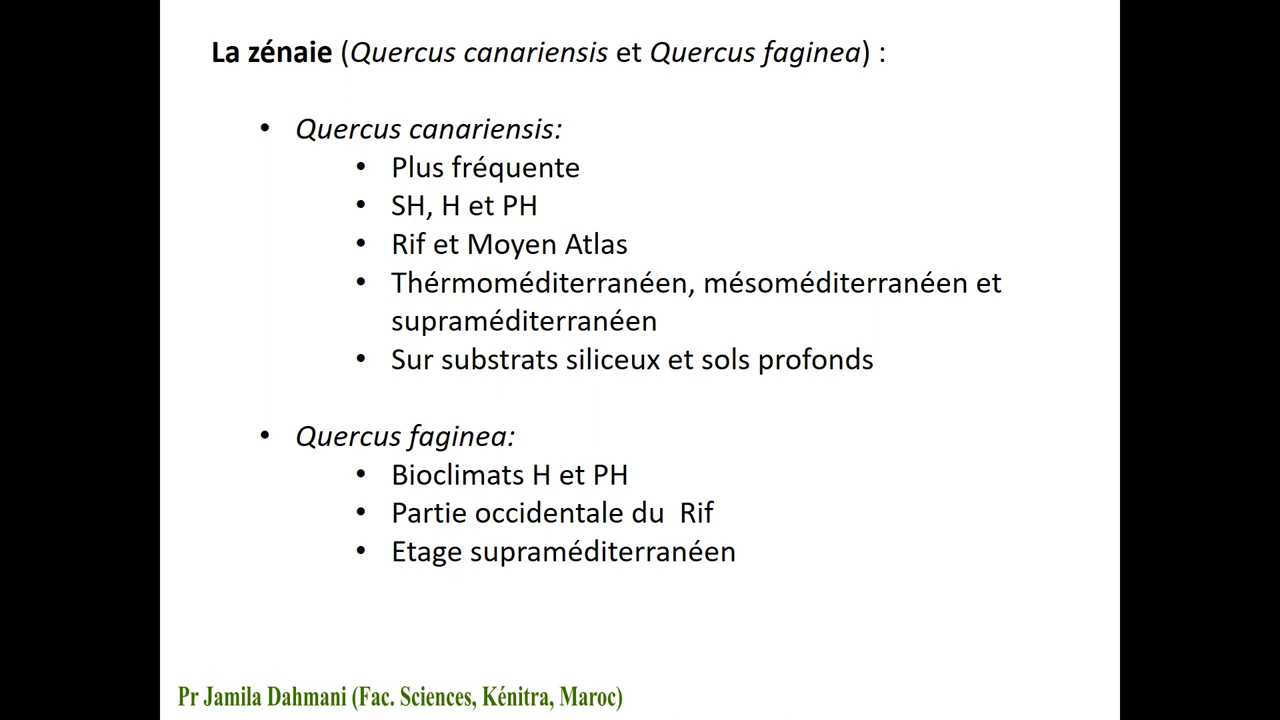 La zénaie (Quercus canariensis et Quercus faginea) :
• Quercus canariensis:
• Plus fréquente
• SH, H et PH
• Rif et Moyen Atlas
• Thérmoméditerranéen, mésoméditerranéen et
supraméditerranéen
• Sur substrats siliceux et sols profonds
• Quercus faginea:
• Bioclimats H et PH
• Partie occidentale du  Rif
• Etage supraméditerranéen
Pr Jamila Dahmani (Fac. Sciences, Kénitra, Maroc)